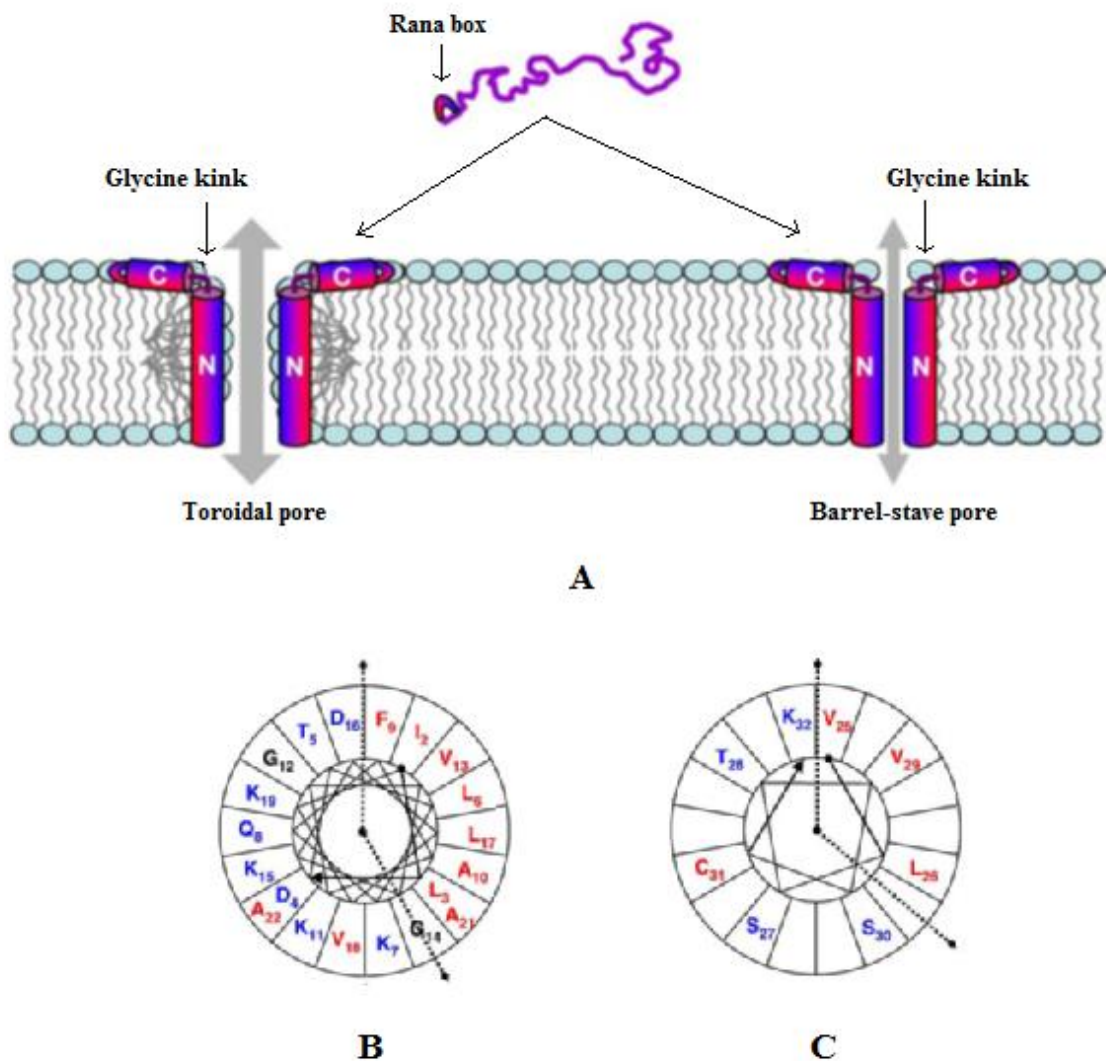 Rana box
Glycine kink
Glycine kink
C
C
C
C
N
N
N
N
Toroidal pore
Barrel-stave pore
A
D16
F9
I2
T5
V13
G12
L6
K19
L17
Q8
A10
K15
L3
D4
A21
A22
G14
K11
V18
K7
K32
V25
T28
V29
C31
L26
S27
S30
B
C